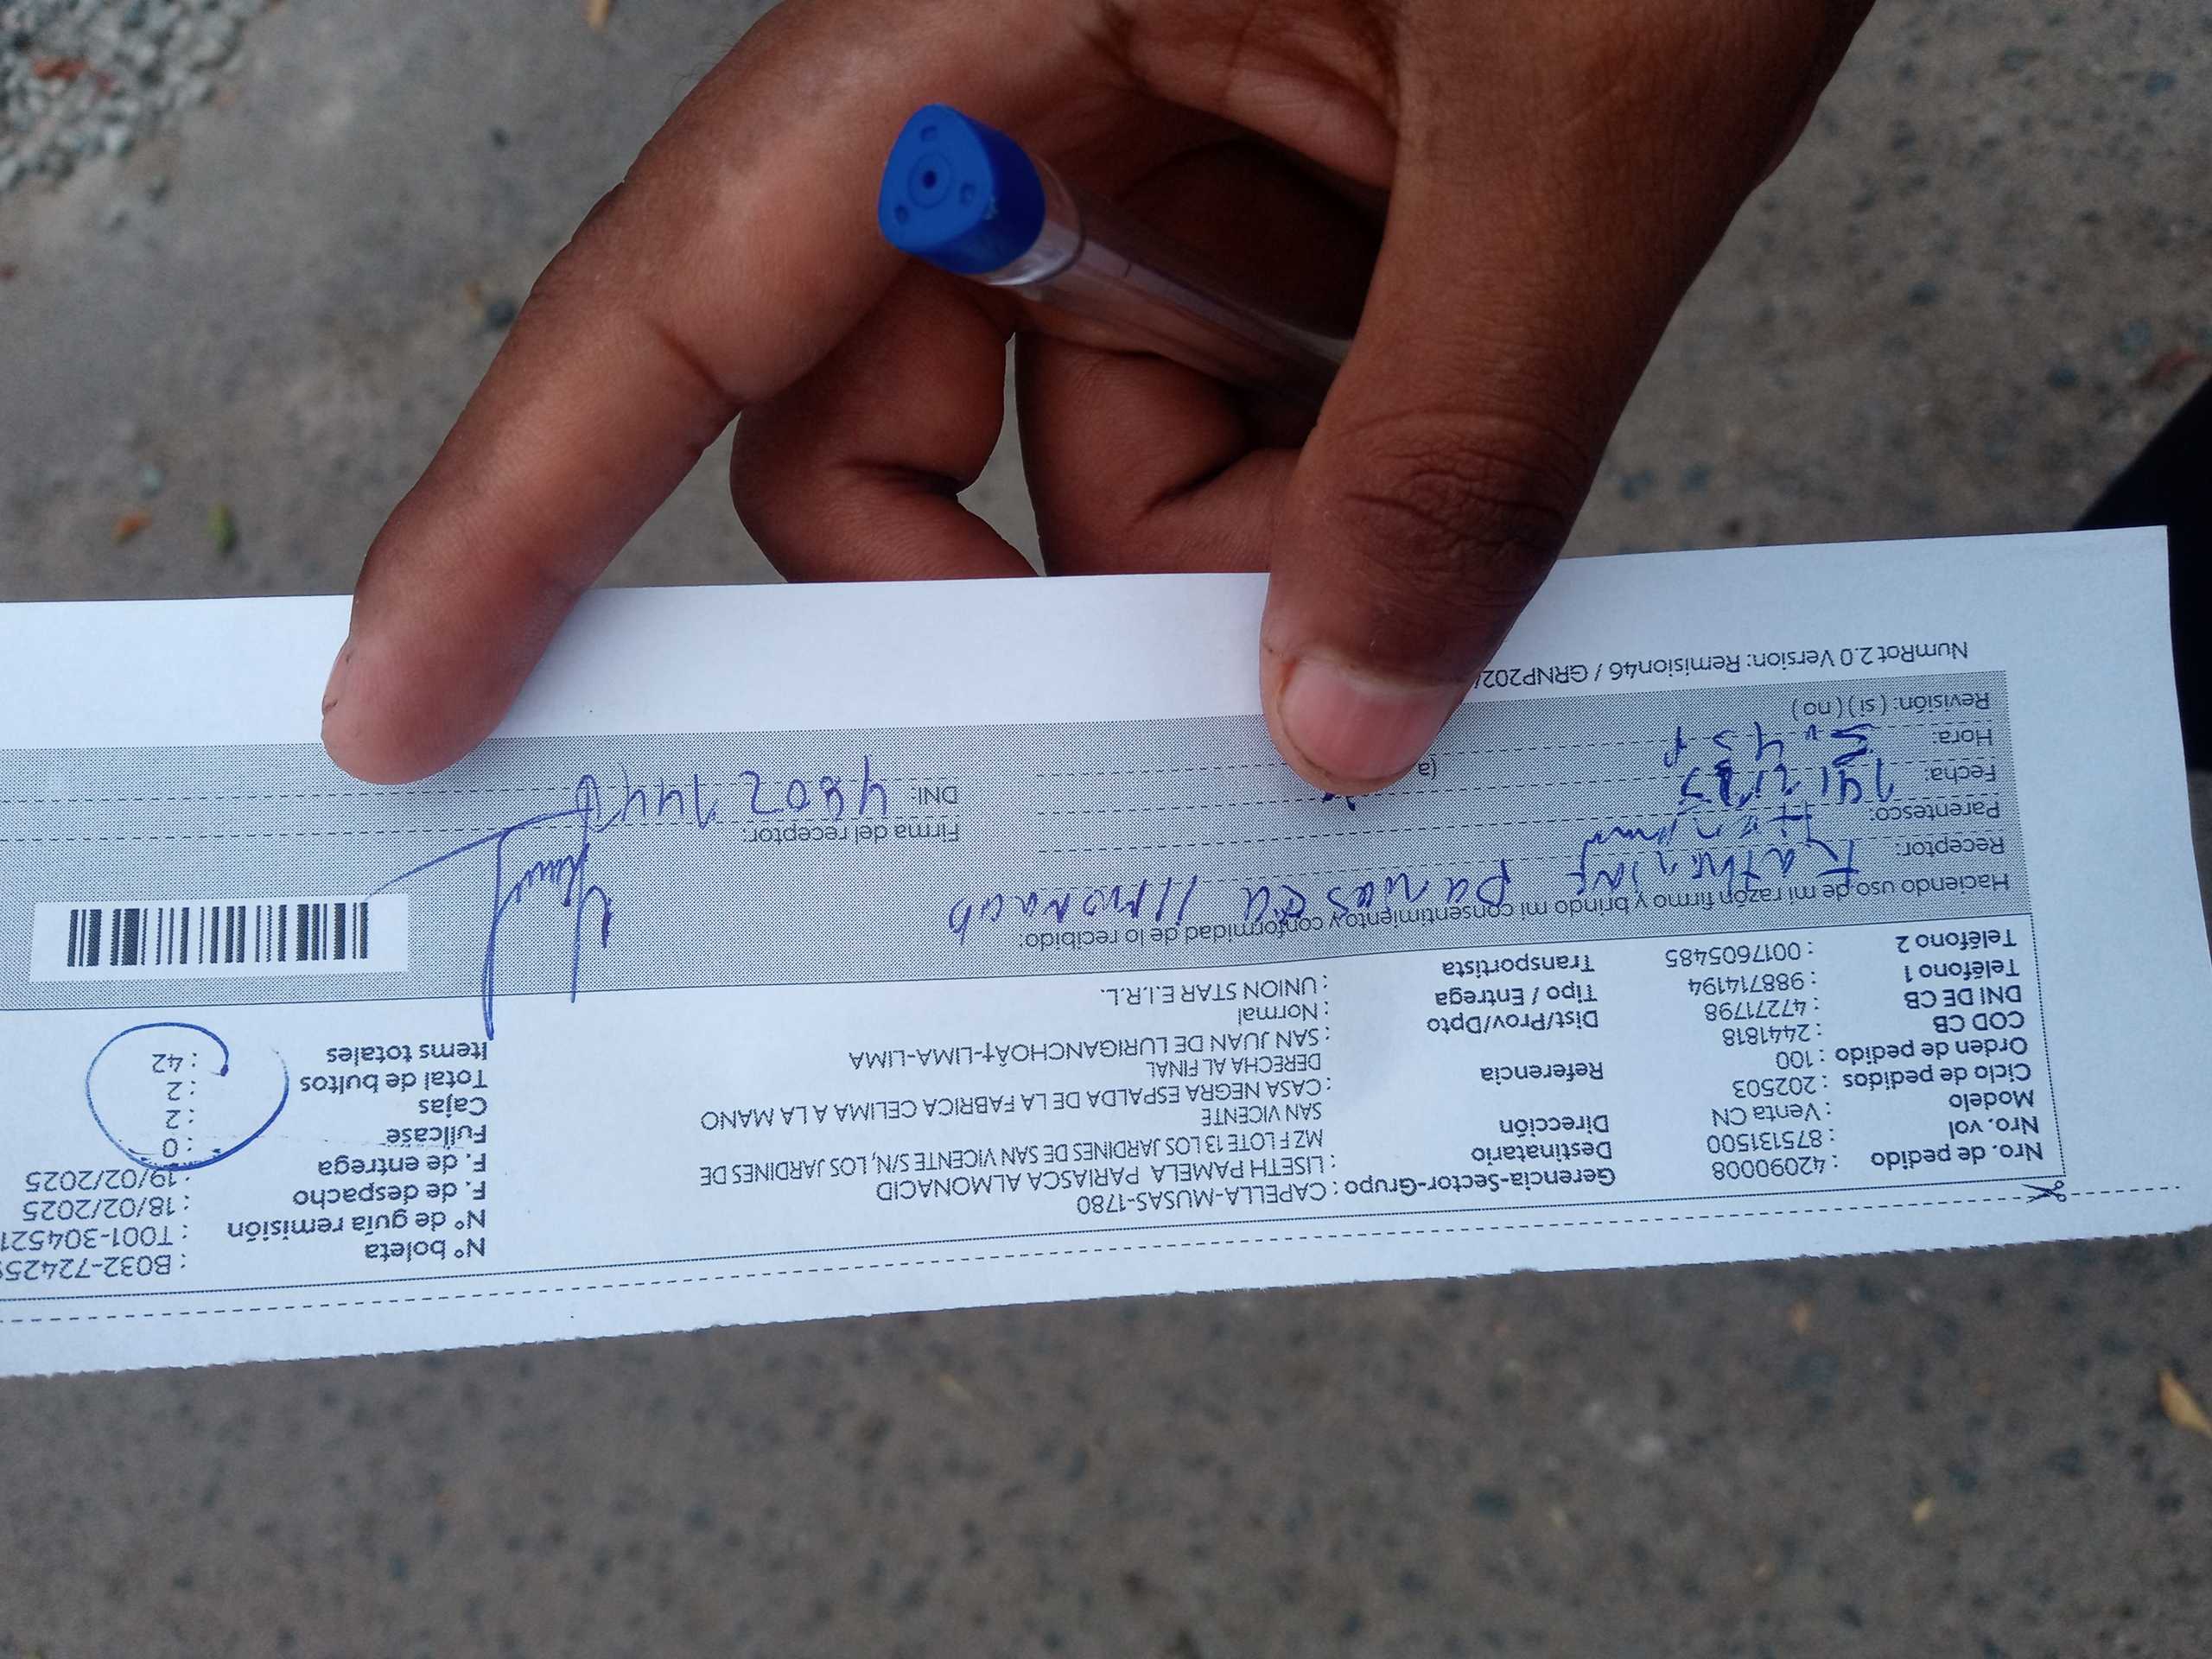 Nro. de pedido : 42090008
Nro. vol : 875131500
Modelo : Venta CN
Ciclo de pedidos : 202503
Orden de pedido : 100
COD CB : 2441818
DNI DE CB : 47271798
Teléfono 1 : 988714194
Teléfono 2 : 0017605485
Gerencia-Sector-Grupo : CAPELLA-MUSAS-1780
Destinatario : LISETH PAMELA PARIASCA ALMONACID
Dirección MZ F LOTE 13 LOS JARDINES DE SAN VICENTE S/N, LOS JARDINES DE
SAN VICENTE
Referencia : CASA NEGRA ESPALDA DE LA FABRICA CELIMA A LA MANO
DERECHA AL FINAL
Dist/Prov/Dpto : SAN JUAN DE LURIGANCHOÂ†-LIMA-LIMA
Tipo / Entrega : Normal
Transportista : UNION STAR E.I.R.L.
N° boleta : B032-72425
N° de guía remisión : T001-304521
F. de despacho : 18/02/2025
F. de entrega : 19/02/2025
Fullcase : 0
Cajas : 2
Total de bultos : 2
Items totales : 42
Haciendo uso de mi razón firmo y brindo mi consentimiento y conformidad de lo recibido:
Receptor: Pariasca
Parentesco:
Fecha:
Hora:
Revisión: ( si ) ( no )
(a
Firma del receptor:
DNI:
NumRot 2.0 Version: Remision46 / GRNP202